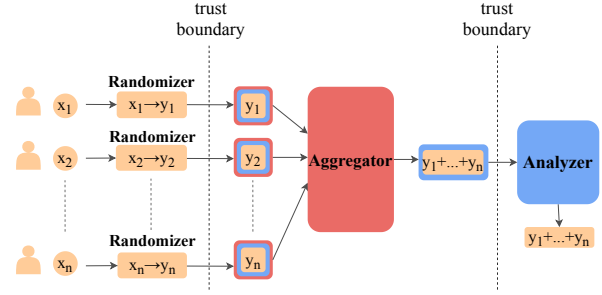 trust
boundary
trust
boundary
Randomizer
x₁
x₁→y₁
y₁
Randomizer
x₂
x₂→y₂
y₂
Aggregator
y₁+...+yₙ
Analyzer
y₁+...+yₙ
Randomizer
xₙ
xₙ→yₙ
yₙ